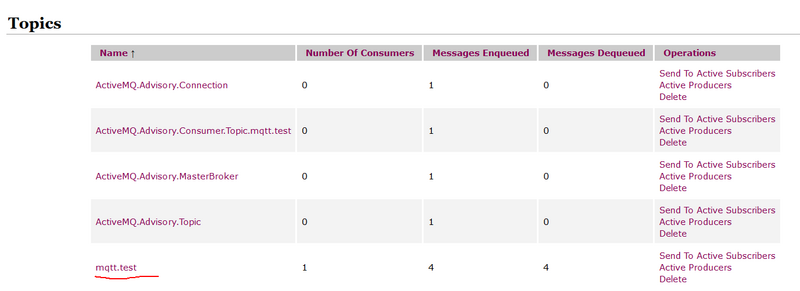 Topics
Name ↑ Number Of Consumers Messages Enqueued Messages Dequeued Operations
ActiveMQ.Advisory.Connection 0 1 0 Send To Active Subscribers
Active Producers
Delete
ActiveMQ.Advisory.Consumer.Topic.mqtt.test 0 1 0 Send To Active Subscribers
Active Producers
Delete
ActiveMQ.Advisory.MasterBroker 0 1 0 Send To Active Subscribers
Active Producers
Delete
ActiveMQ.Advisory.Topic 0 1 0 Send To Active Subscribers
Active Producers
Delete
mqtt.test 1 4 4 Send To Active Subscribers
Active Producers
Delete